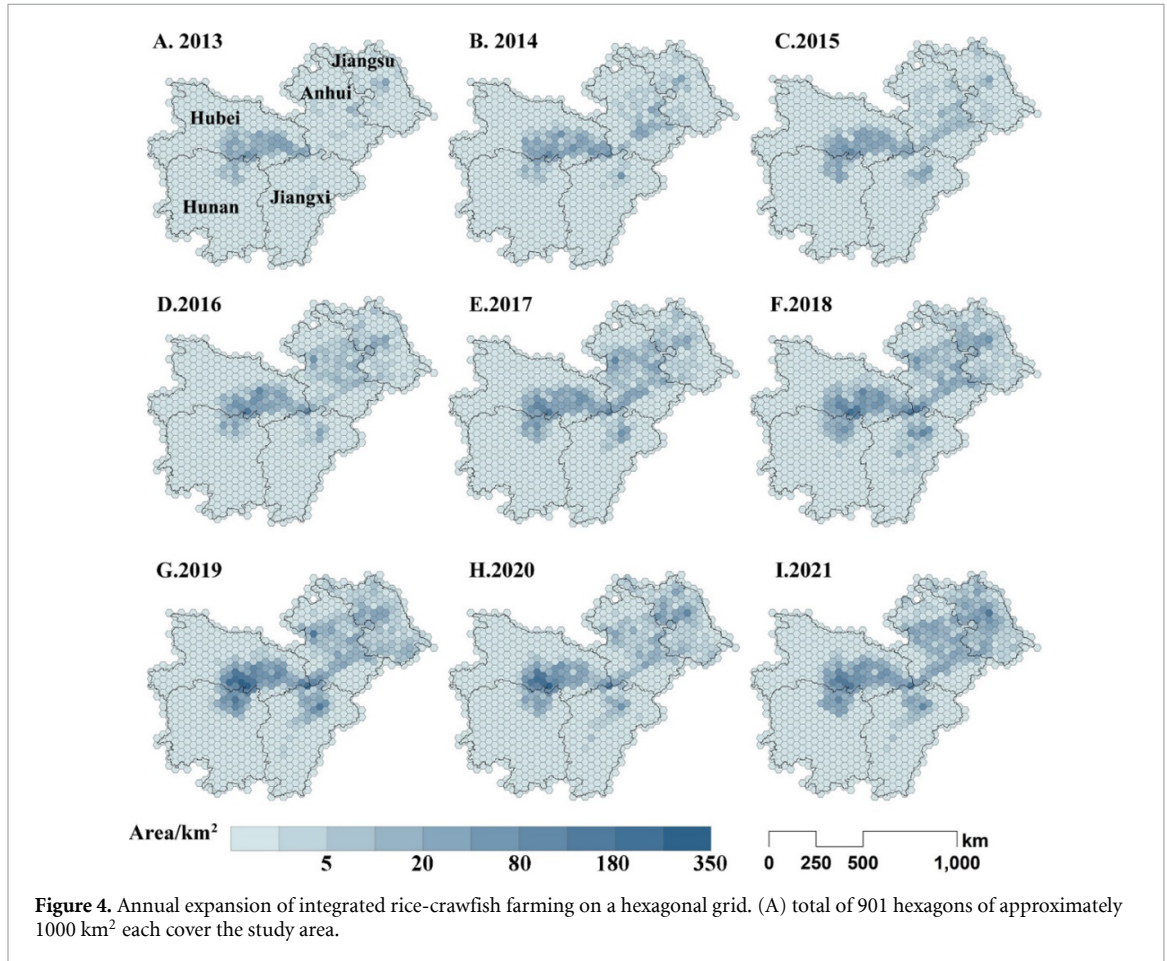 A. 2013
B. 2014
C.2015
Jiangsu
Anhui
Hubei
Jiangxi
Hunan
D.2016
E.2017
F.2018
G.2019
H.2020
I.2021
Area/km²
5 20 80 180 350
km
0 250 500 1,000
Figure 4. Annual expansion of integrated rice-crawfish farming on a hexagonal grid. (A) total of 901 hexagons of approximately
1000 km² each cover the study area.